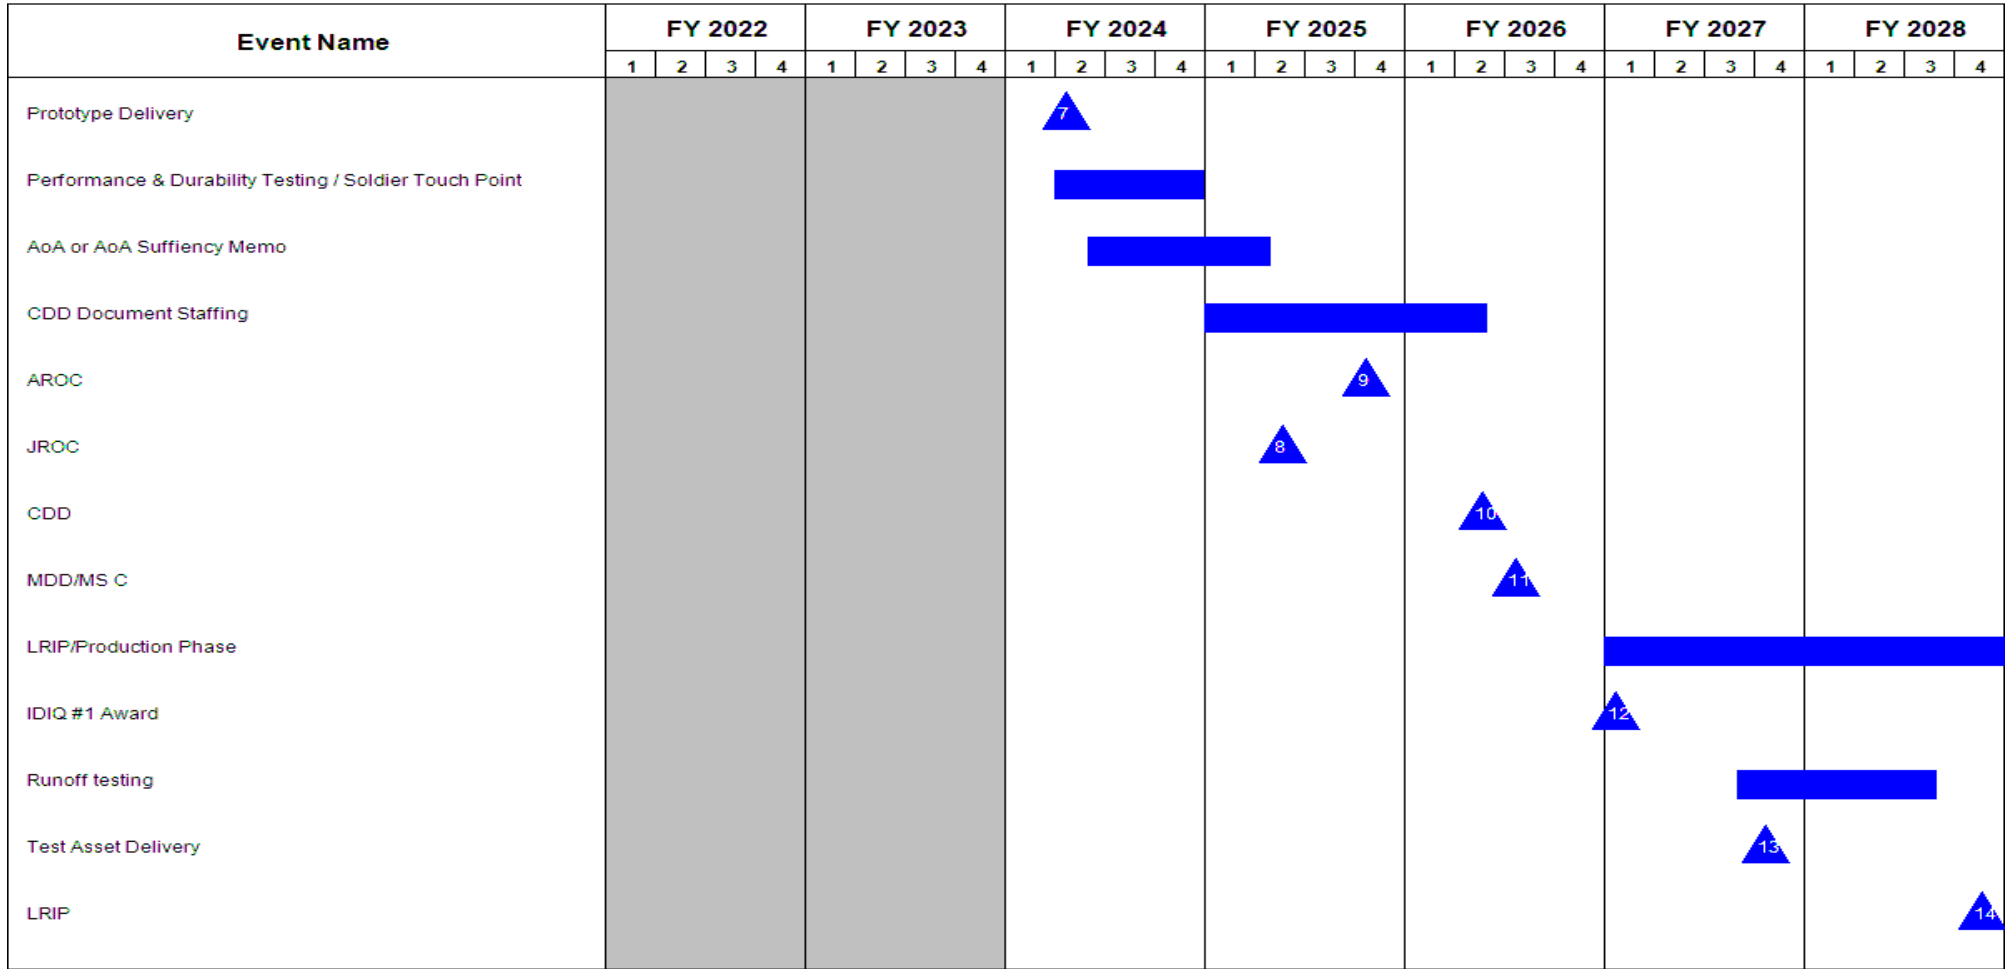 Event Name FY 2022 FY 2023 FY 2024 FY 2025 FY 2026 FY 2027 FY 2028
1 2 3 4 1 2 3 4 1 2 3 4 1 2 3 4 1 2 3 4 1 2 3 4 1 2 3 4
Prototype Delivery 7
Performance & Durability Testing / Soldier Touch Point
AoA or AoA Suffiency Memo
CDD Document Staffing
AROC 9
JROC 8
CDD 10
MDD/MS C 11
LRIP/Production Phase
IDIQ #1 Award 12
Runoff testing
Test Asset Delivery 13
LRIP 14